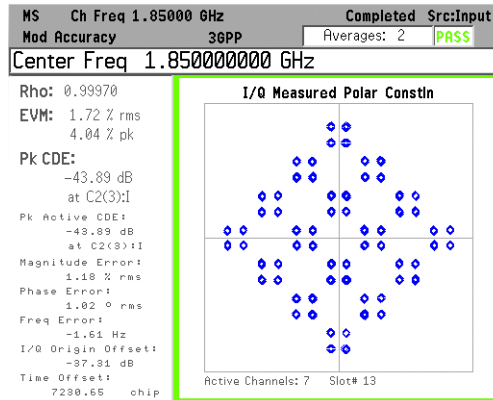 MS Ch Freq 1.85000 GHz Completed Src:Input
Mod Accuracy 3GPP Averages: 2 PASS
Center Freq 1.850000000 GHz
Rho: 0.99970
EVM: 1.72 % rms
4.04 % pk
Pk CDE:
-43.89 dB
at C2(3):I
Pk Active CDE:
-43.89 dB
at C2(3):I
Magnitude Error:
1.18 % rms
Phase Error:
1.02 º rms
Freq Error:
-1.61 Hz
I/Q Origin Offset:
-37.31 dB
Time Offset:
7230.65 chip
I/Q Measured Polar Constln
Active Channels: 7 Slot# 13